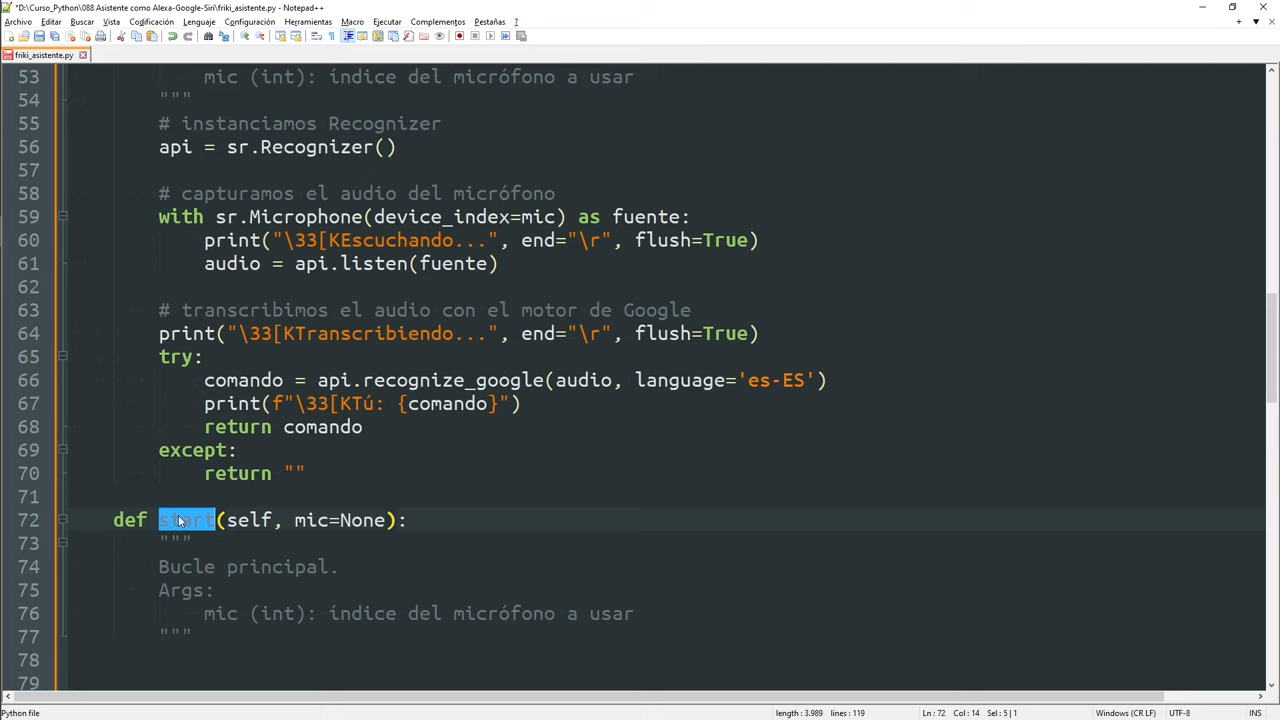 *D:\Curso_Python\088 Asistente como Alexa-Google-Siri\friki_asistente.py - Notepad++
Archivo Editar Buscar Vista Codificación Lenguaje Configuración Herramientas Macro Ejecutar Complementos Pestañas ?
friki_asistente.py
53 mic (int): índice del micrófono a usar
54 """
55 # instanciamos Recognizer
56 api = sr.Recognizer()
57
58 # capturamos el audio del micrófono
59 with sr.Microphone(device_index=mic) as fuente:
60 print("\33[KEscuchando...", end="\r", flush=True)
61 audio = api.listen(fuente)
62
63 # transcribimos el audio con el motor de Google
64 print("\33[KTranscribiendo...", end="\r", flush=True)
65 try:
66 comando = api.recognize_google(audio, language='es-ES')
67 print(f"\33[KTú: {comando}")
68 return comando
69 except:
70 return ""
71
72 def start(self, mic=None):
73 """
74 Bucle principal.
75 Args:
76 mic (int): índice del micrófono a usar
77 """
78
79
Python file length : 3.989 lines : 119 Ln : 72 Col : 14 Sel : 5 | 1 Windows (CR LF) UTF-8 INS